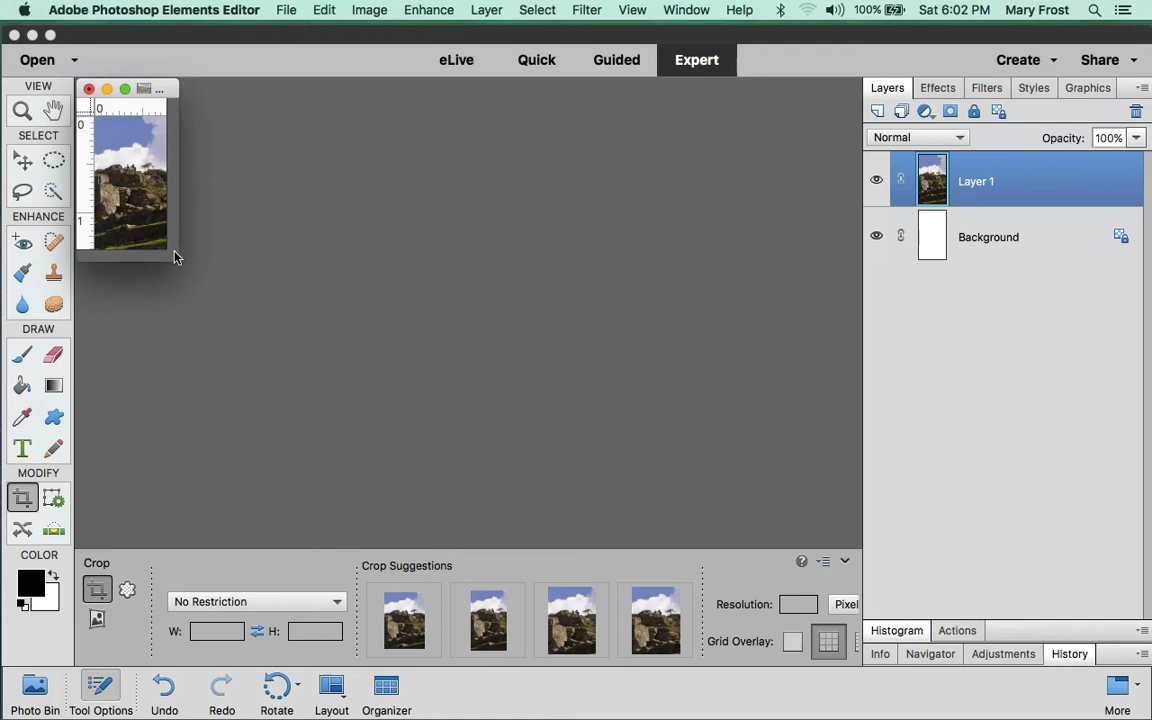 Adobe Photoshop Elements Editor File Edit Image Enhance Layer Select Filter View Window Help 100% Sat 6:02 PM Mary Frost
Open eLive Quick Guided Expert Create Share
VIEW
SELECT
ENHANCE
DRAW
MODIFY
COLOR
...
0
0
1
Layers Effects Filters Styles Graphics
Normal Opacity: 100%
Layer 1
Background
Crop
No Restriction
W: H:
Crop Suggestions
Resolution: Pixel
Grid Overlay:
Histogram Actions
Info Navigator Adjustments History
Photo Bin Tool Options Undo Redo Rotate Layout Organizer More